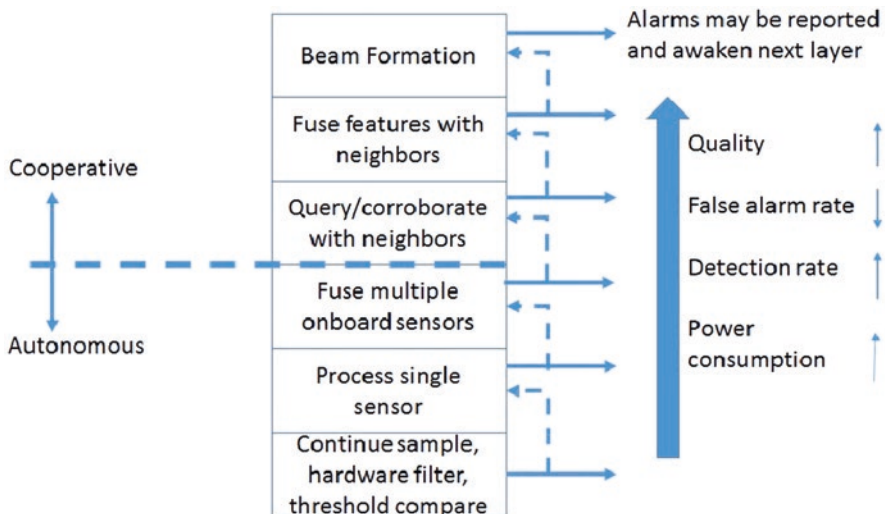 Alarms may be reported
and awaken next layer
Beam Formation
Fuse features with
neighbors
Quality
Cooperative
Query/corroborate
with neighbors
False alarm rate
Detection rate
Fuse multiple
onboard sensors
Autonomous
Power
consumption
Process single
sensor
Continue sample,
hardware filter,
threshold compare